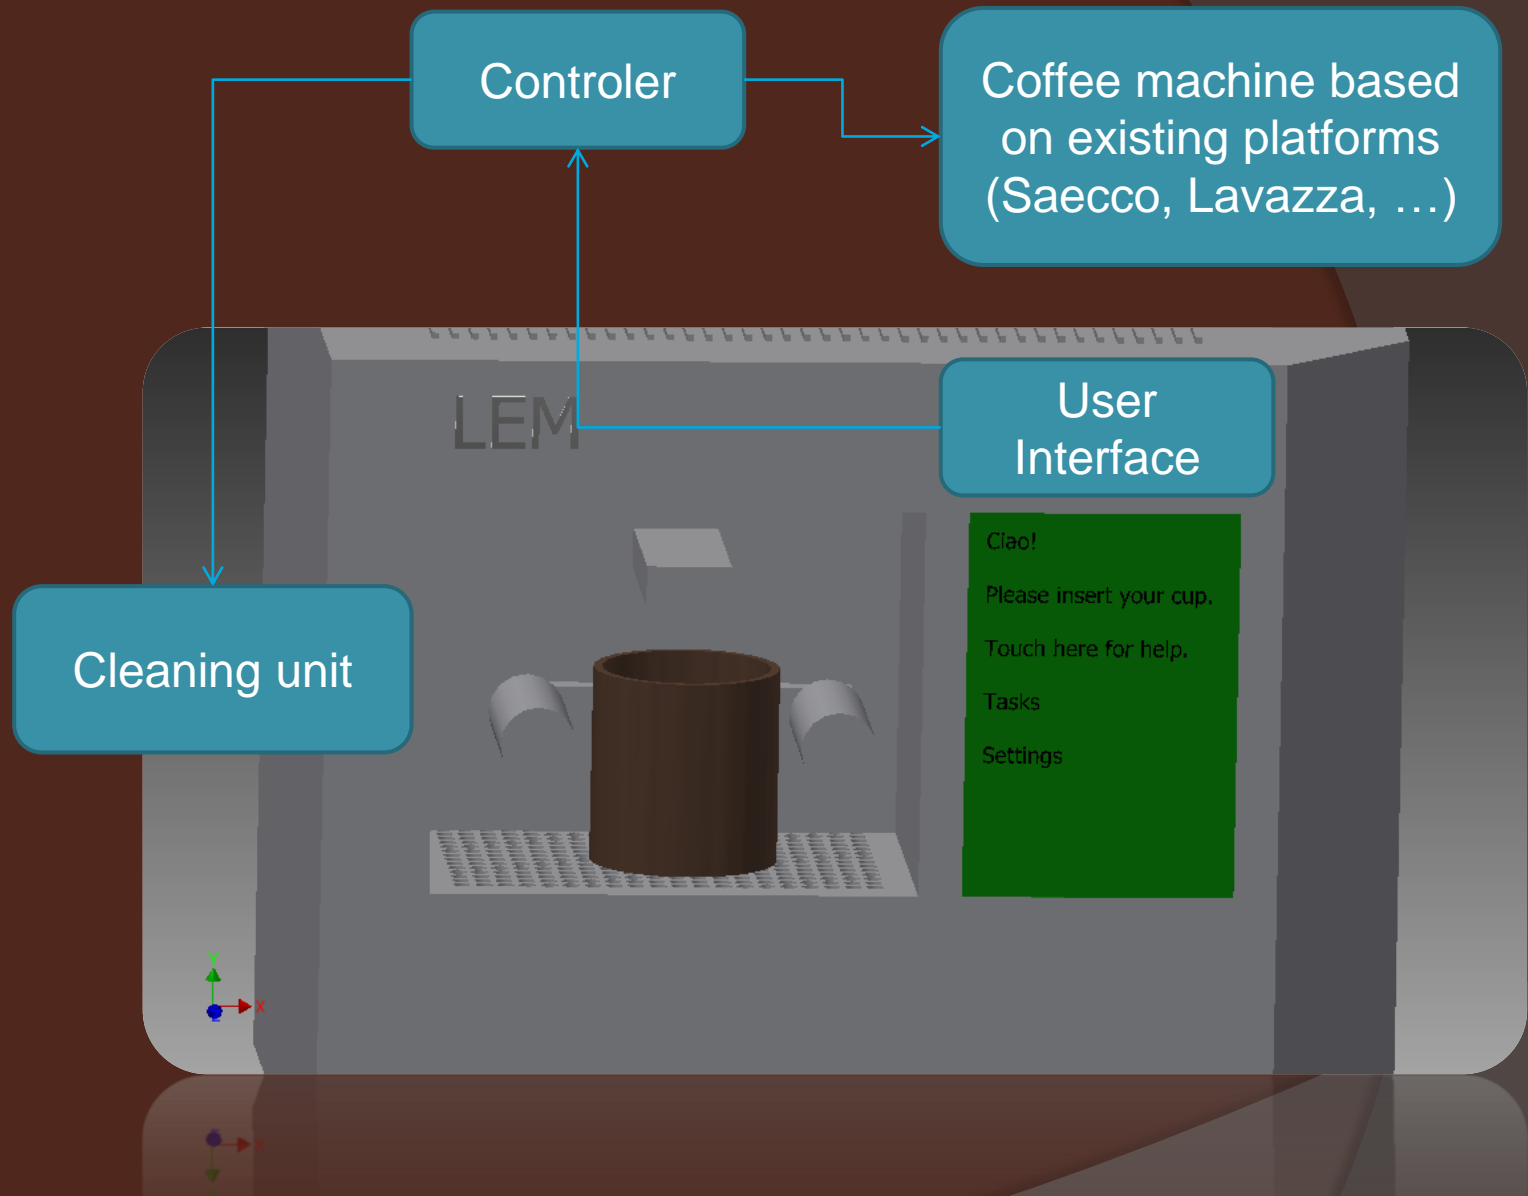 Controler
Coffee machine based
on existing platforms
(Saecco, Lavazza, …)
LEM
User
Interface
Ciao!
Please insert your cup.
Touch here for help.
Tasks
Settings
Cleaning unit
Y
X
Z